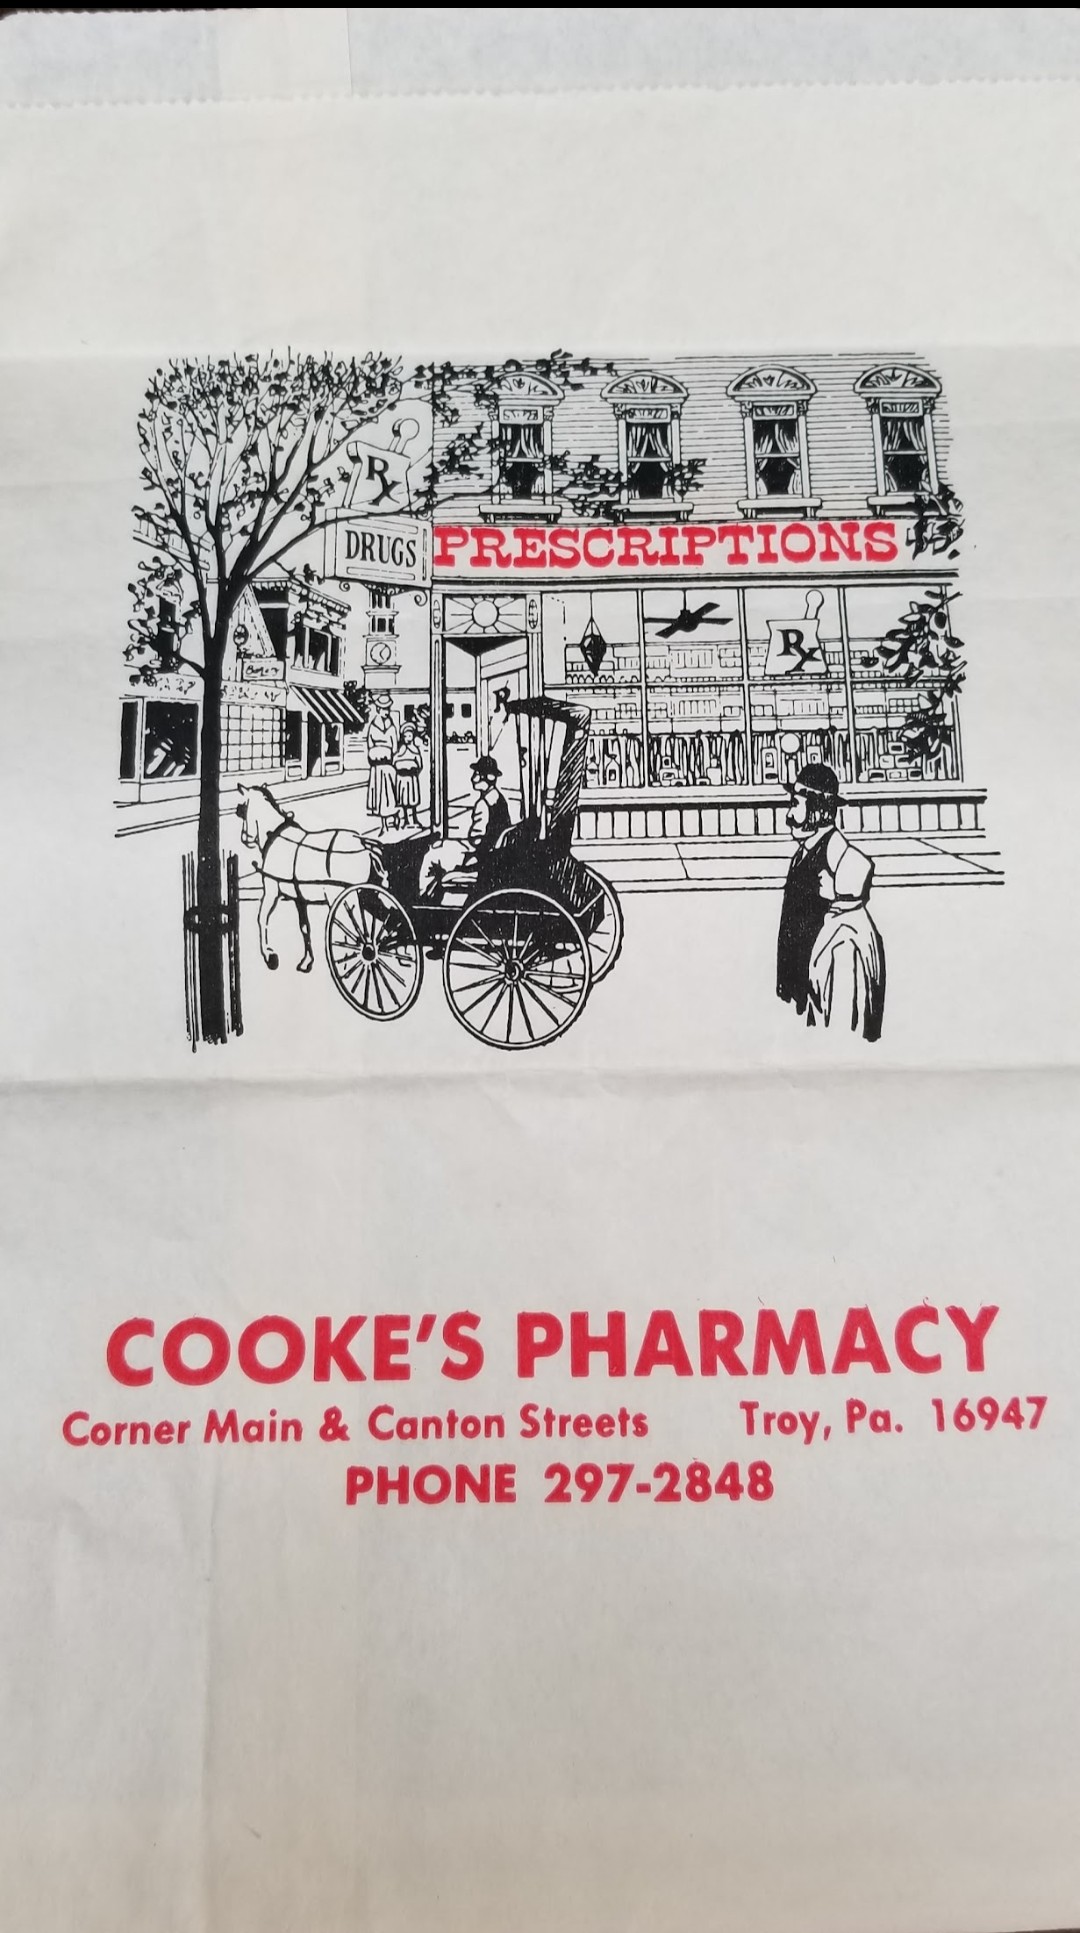 Rx
DRUGS
PRESCRIPTIONS
Rx
R
COOKE'S PHARMACY
Corner Main & Canton Streets Troy, Pa. 16947
PHONE 297-2848